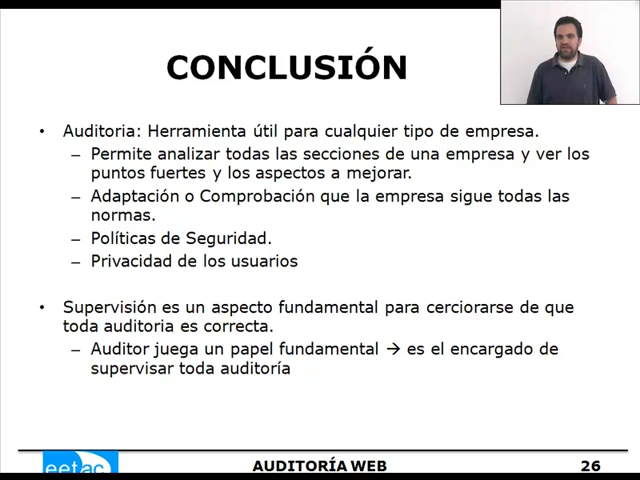 CONCLUSIÓN
• Auditoria: Herramienta útil para cualquier tipo de empresa.
– Permite analizar todas las secciones de una empresa y ver los
puntos fuertes y los aspectos a mejorar.
– Adaptación o Comprobación que la empresa sigue todas las
normas.
– Políticas de Seguridad.
– Privacidad de los usuarios
• Supervisión es un aspecto fundamental para cerciorarse de que
toda auditoria es correcta.
– Auditor juega un papel fundamental → es el encargado de
supervisar toda auditoría
eetac
AUDITORÍA WEB
26